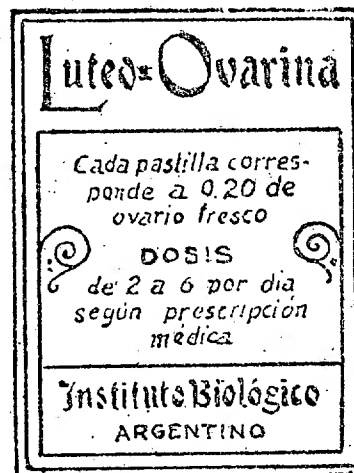 Luteo=Ovarina
Cada pastilla corres-
ponde a 0.20 de
ovario fresco
DOSIS
de 2 a 6 por dia
según prescripción
médica
Instituto Biológico
ARGENTINO